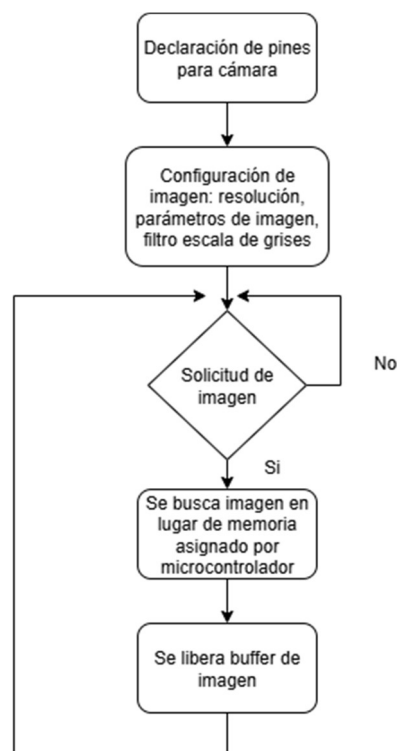 Declaración de pines
para cámara
Configuración de
imagen: resolución,
parámetros de imagen,
filtro escala de grises
Solicitud de
imagen
No
Si
Se busca imagen en
lugar de memoria
asignado por
microcontrolador
Se libera buffer de
imagen